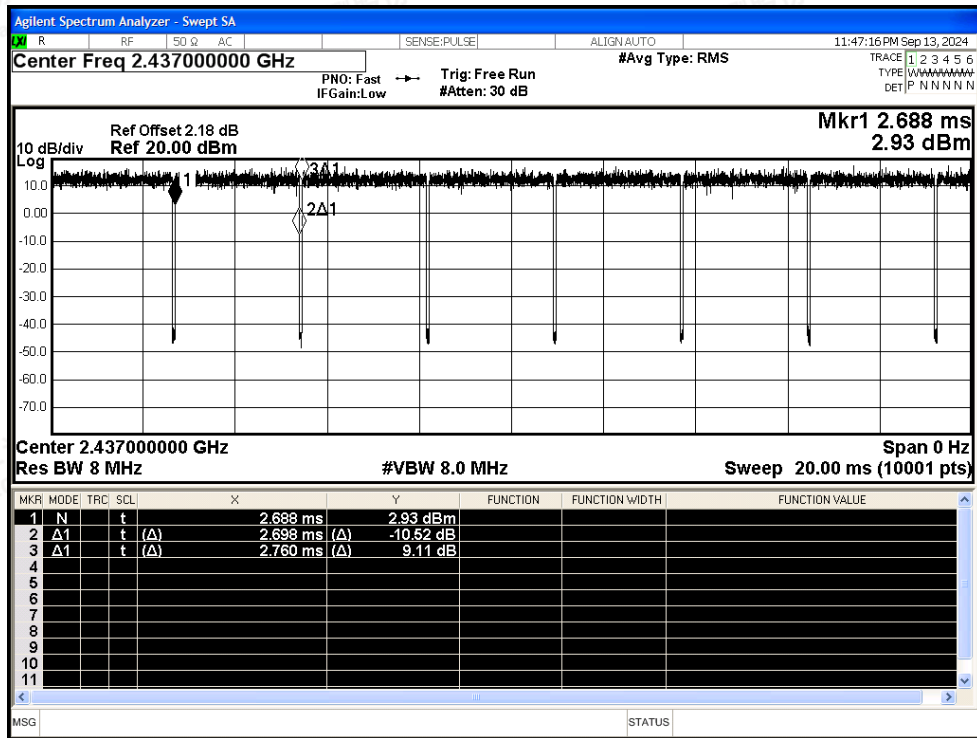 Agilent Spectrum Analyzer - Swept SA
LXI R RF 50 Ω AC SENSE:PULSE ALIGN AUTO 11:47:16 PM Sep 13, 2024
Center Freq 2.437000000 GHz
PNO: Fast
IFGain:Low
Trig: Free Run
#Atten: 30 dB
#Avg Type: RMS
TRACE 1 2 3 4 5 6
TYPE
DET P N N N N N
Mkr1 2.688 ms
2.93 dBm
10 dB/div
Log
Ref Offset 2.18 dB
Ref 20.00 dBm
10.0
0.00
-10.0
-20.0
-30.0
-40.0
-50.0
-60.0
-70.0
1
3Δ1
2Δ1
Center 2.437000000 GHz Span 0 Hz
Res BW 8 MHz #VBW 8.0 MHz Sweep 20.00 ms (10001 pts)
MKR MODE TRC SCL X Y FUNCTION FUNCTION WIDTH FUNCTION VALUE
1 N t 2.688 ms 2.93 dBm
2 Δ1 t (Δ) 2.698 ms (Δ) -10.52 dB
3 Δ1 t (Δ) 2.760 ms (Δ) 9.11 dB
4
5
6
7
8
9
10
11
MSG STATUS